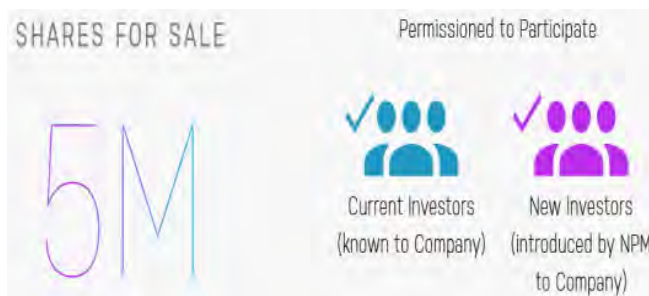 SHARES FOR SALE
5M
Permissioned to Participate
Current Investors
(known to Company)
New Investors
(introduced by NPM
to Company)